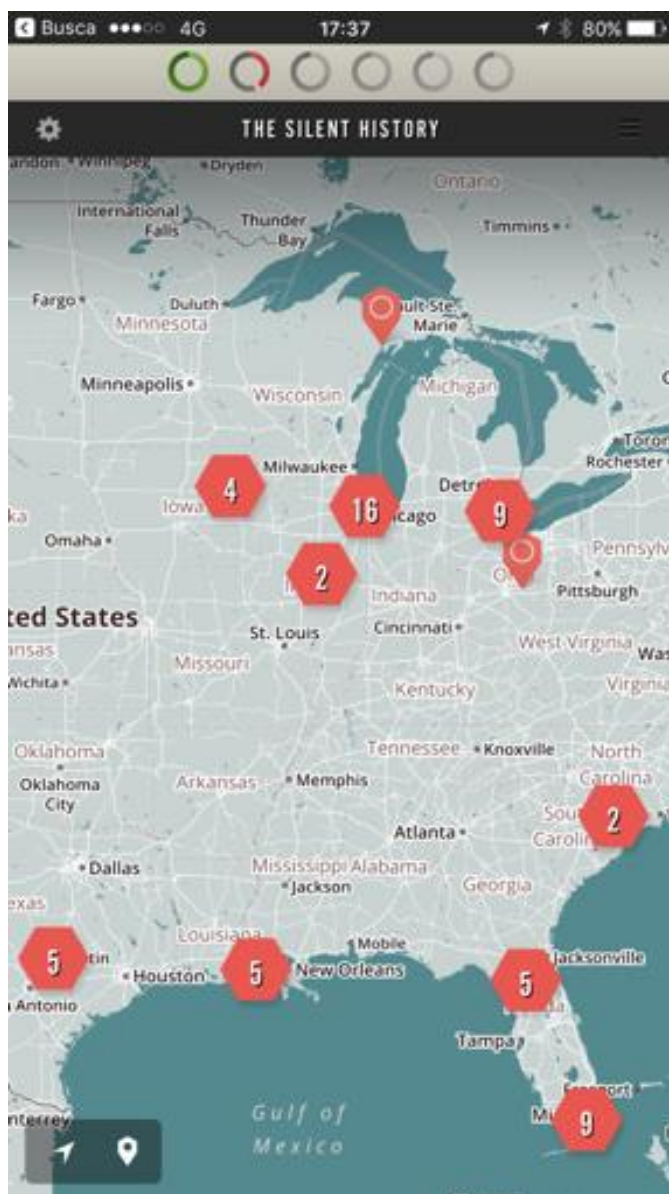 Busca 4G 17:37 80%
THE SILENT HISTORY
Winnipeg Dryden
Ontario
International Falls
Thunder Bay
Timmins
Fargo Duluth
ault-Ste. Marie
Minnesota
Minneapolis
Wisconsin
Michigan
Milwaukee
Rochester
4
16
9
Iowa
icago
Omaha
Pennsylv
2
Indiana
Pittsburgh
ted States
St. Louis
Cincinnati
West Virginia
Missouri
Wichita
Kentucky
Virginia
Oklahoma
Tennessee
Knoxville
North Carolina
Oklahoma City
Arkansas
Memphis
2
Atlanta
Dallas
Mississippi
Alabama
Jackson
Georgia
Louisiana
Mobile
Jacksonville
5
tin
Houston
5
New Orleans
5
Antonio
Tampa
9
Gulf of
Mexico